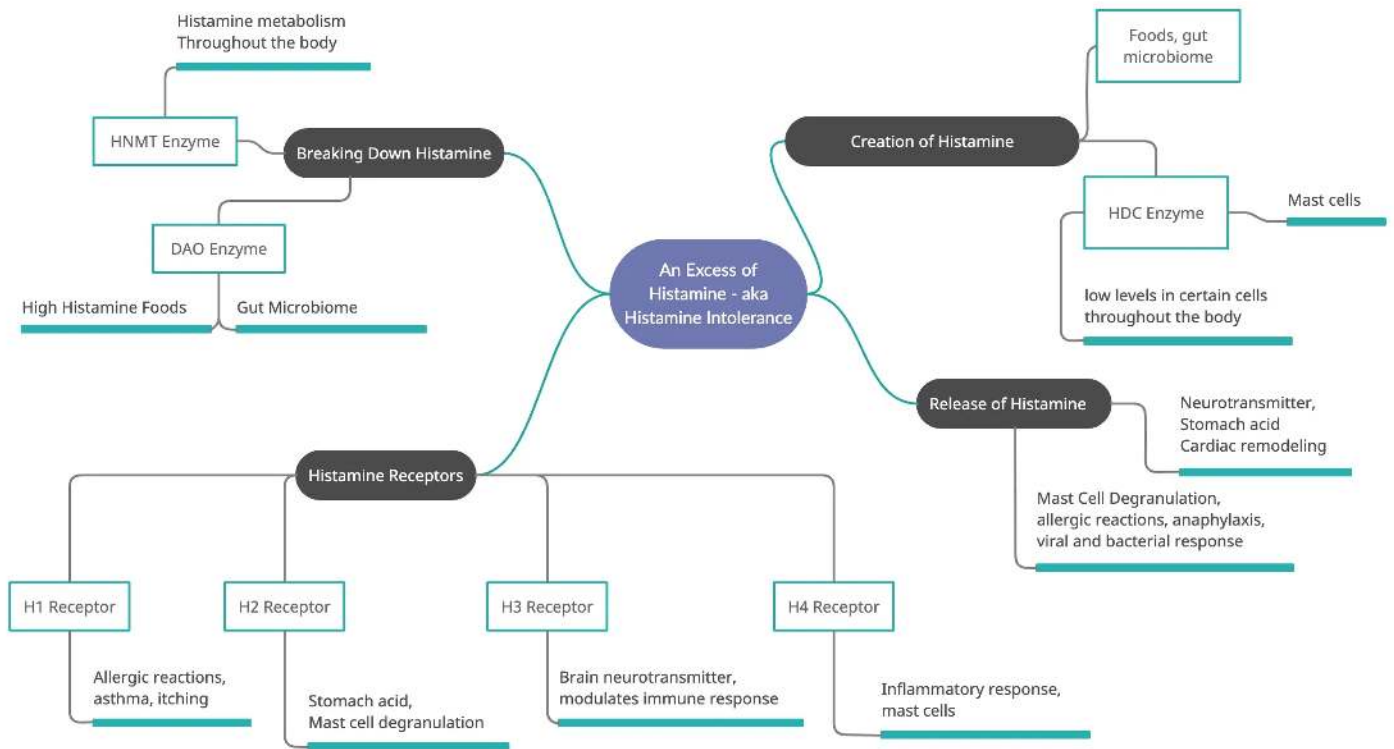 Histamine metabolism
Throughout the body
HNMT Enzyme
Breaking Down Histamine
DAO Enzyme
High Histamine Foods
Gut Microbiome
Foods, gut
microbiome
Creation of Histamine
HDC Enzyme
Mast cells
low levels in certain cells
throughout the body
An Excess of
Histamine - aka
Histamine Intolerance
Release of Histamine
Neurotransmitter,
Stomach acid
Cardiac remodeling
Mast Cell Degranulation,
allergic reactions, anaphylaxis,
viral and bacterial response
Histamine Receptors
H1 Receptor
H2 Receptor
H3 Receptor
H4 Receptor
Allergic reactions,
asthma, itching
Stomach acid,
Mast cell degranulation
Brain neurotransmitter,
modulates immune response
Inflammatory response,
mast cells